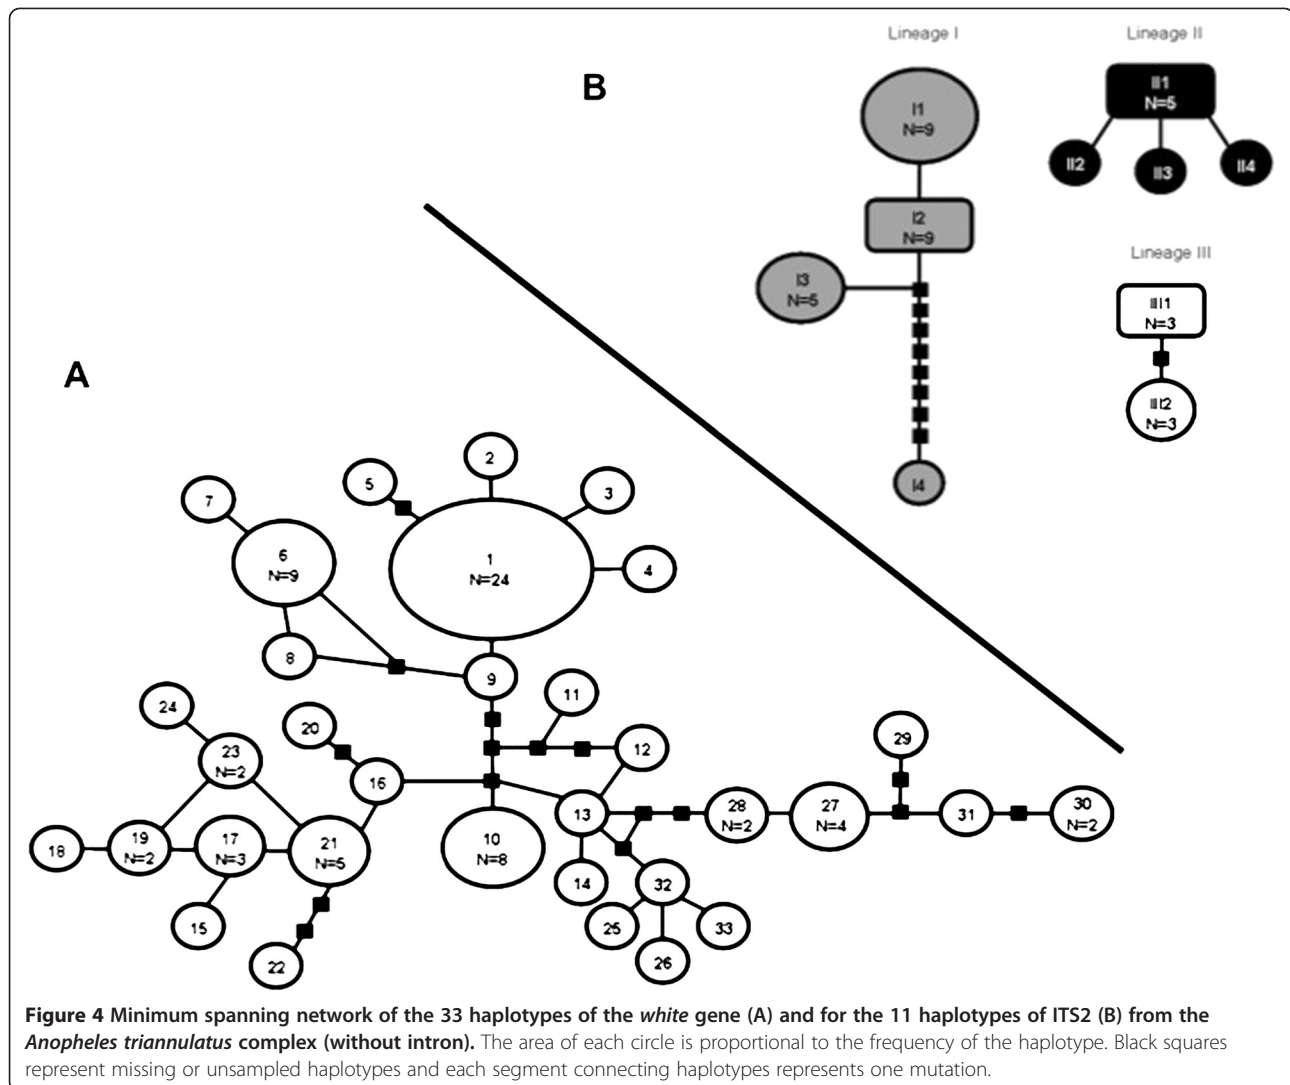 Lineage I
Lineage II
B
I1
N=9
II1
N=5
II2
II3
II4
I2
N=9
I3
N=5
Lineage III
III1
N=3
III2
N=3
I4
A
2
5
3
7
6
N=9
1
N=24
4
8
9
11
24
20
12
29
23
N=2
16
13
28
N=2
27
N=4
31
30
N=2
18
19
N=2
17
N=3
21
N=5
10
N=8
14
32
15
25
33
22
26
Figure 4 Minimum spanning network of the 33 haplotypes of the white gene (A) and for the 11 haplotypes of ITS2 (B) from the
Anopheles triannulatus complex (without intron). The area of each circle is proportional to the frequency of the haplotype. Black squares
represent missing or unsampled haplotypes and each segment connecting haplotypes represents one mutation.